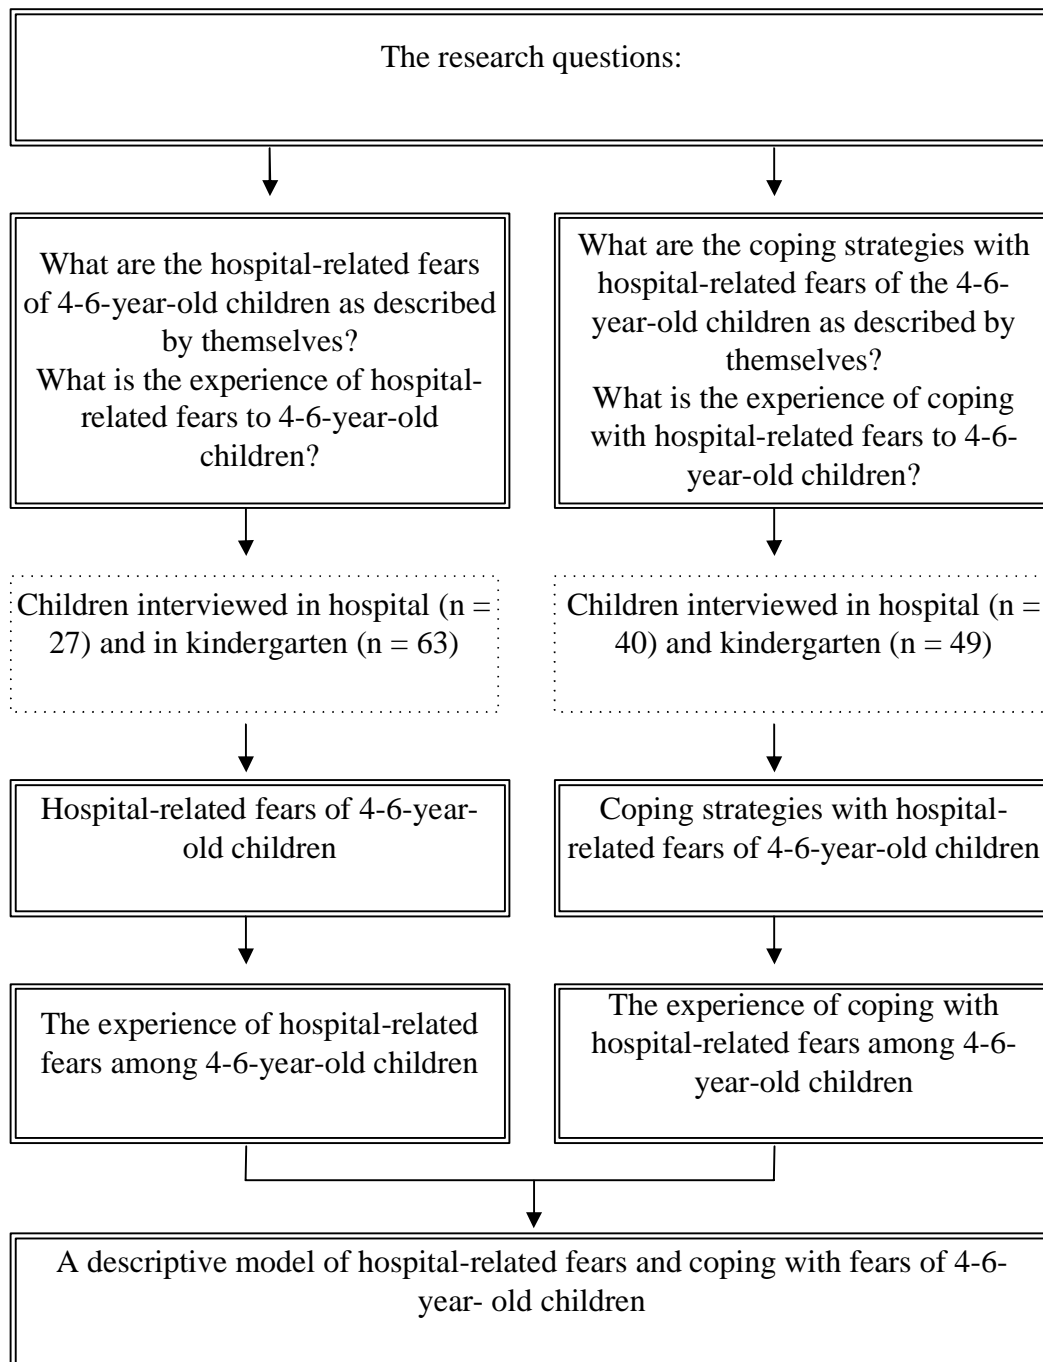 The research questions:
What are the hospital-related fears
of 4-6-year-old children as described
by themselves?
What is the experience of hospital-
related fears to 4-6-year-old
children?
What are the coping strategies with
hospital-related fears of the 4-6-
year-old children as described by
themselves?
What is the experience of coping
with hospital-related fears to 4-6-
year-old children?
Children interviewed in hospital (n =
27) and in kindergarten (n = 63)
Children interviewed in hospital (n =
40) and kindergarten (n = 49)
Hospital-related fears of 4-6-year-
old children
Coping strategies with hospital-
related fears of 4-6-year-old children
The experience of hospital-related
fears among 4-6-year-old children
The experience of coping with
hospital-related fears among 4-6-
year-old children
A descriptive model of hospital-related fears and coping with fears of 4-6-
year- old children